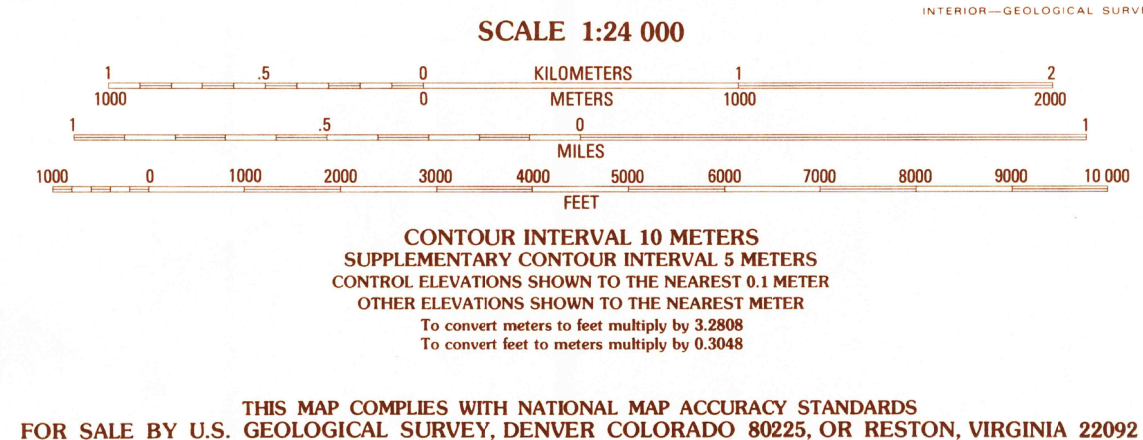 INTERIOR—GEOLOGICAL SURVE
SCALE 1:24 000
1 .5 0 KILOMETERS 1 2
1000 0 METERS 1000 2000
1 .5 0 1
MILES
1000 0 1000 2000 3000 4000 5000 6000 7000 8000 9000 10 000
FEET
CONTOUR INTERVAL 10 METERS
SUPPLEMENTARY CONTOUR INTERVAL 5 METERS
CONTROL ELEVATIONS SHOWN TO THE NEAREST 0.1 METER
OTHER ELEVATIONS SHOWN TO THE NEAREST METER
To convert meters to feet multiply by 3.2808
To convert feet to meters multiply by 0.3048
THIS MAP COMPLIES WITH NATIONAL MAP ACCURACY STANDARDS
FOR SALE BY U.S. GEOLOGICAL SURVEY, DENVER COLORADO 80225, OR RESTON, VIRGINIA 22092